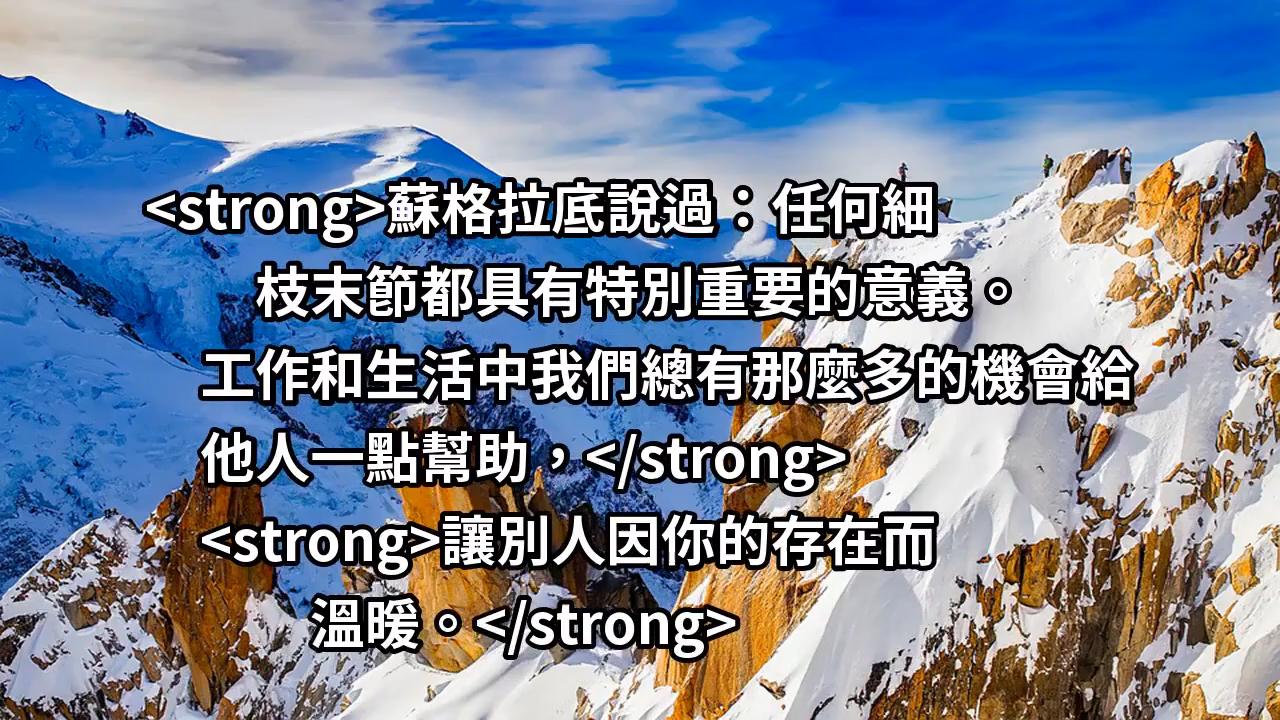 <strong>蘇格拉底說過：任何細
枝末節都具有特別重要的意義。
工作和生活中我們總有那麼多的機會給
他人一點幫助，</strong>
<strong>讓別人因你的存在而
溫暖。</strong>